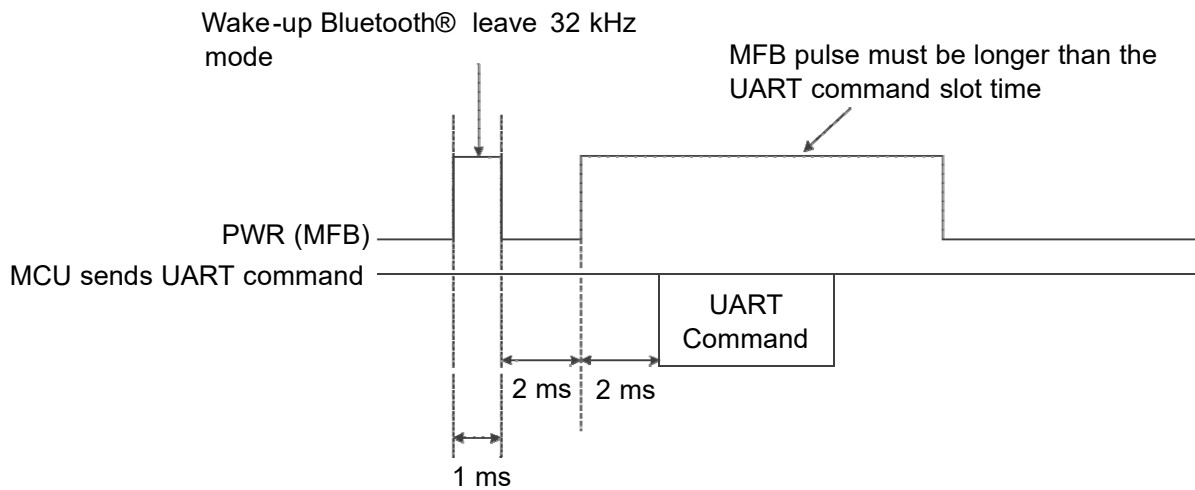 Wake-up Bluetooth® leave 32 kHz
mode
MFB pulse must be longer than the
UART command slot time
PWR (MFB)
MCU sends UART command
UART
Command
2 ms
2 ms
1 ms